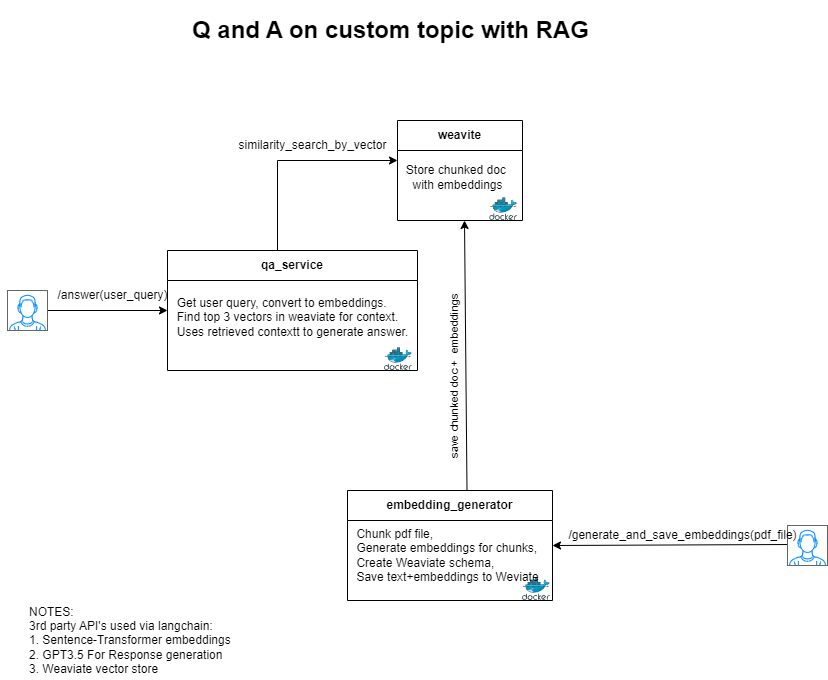 Q and A on custom topic with RAG
weavite
similarity_search_by_vector
Store chunked doc
with embeddings
docker
qa_service
/answer(user_query)
Get user query, convert to embeddings.
Find top 3 vectors in weaviate for context.
Uses retrieved contextt to generate answer.
docker
save chunked doc + embeddings
embedding_generator
/generate_and_save_embeddings(pdf_file)
Chunk pdf file,
Generate embeddings for chunks,
Create Weaviate schema,
Save text+embeddings to Weviate
docker
NOTES:
3rd party API's used via langchain:
1. Sentence-Transformer embeddings
2. GPT3.5 For Response generation
3. Weaviate vector store